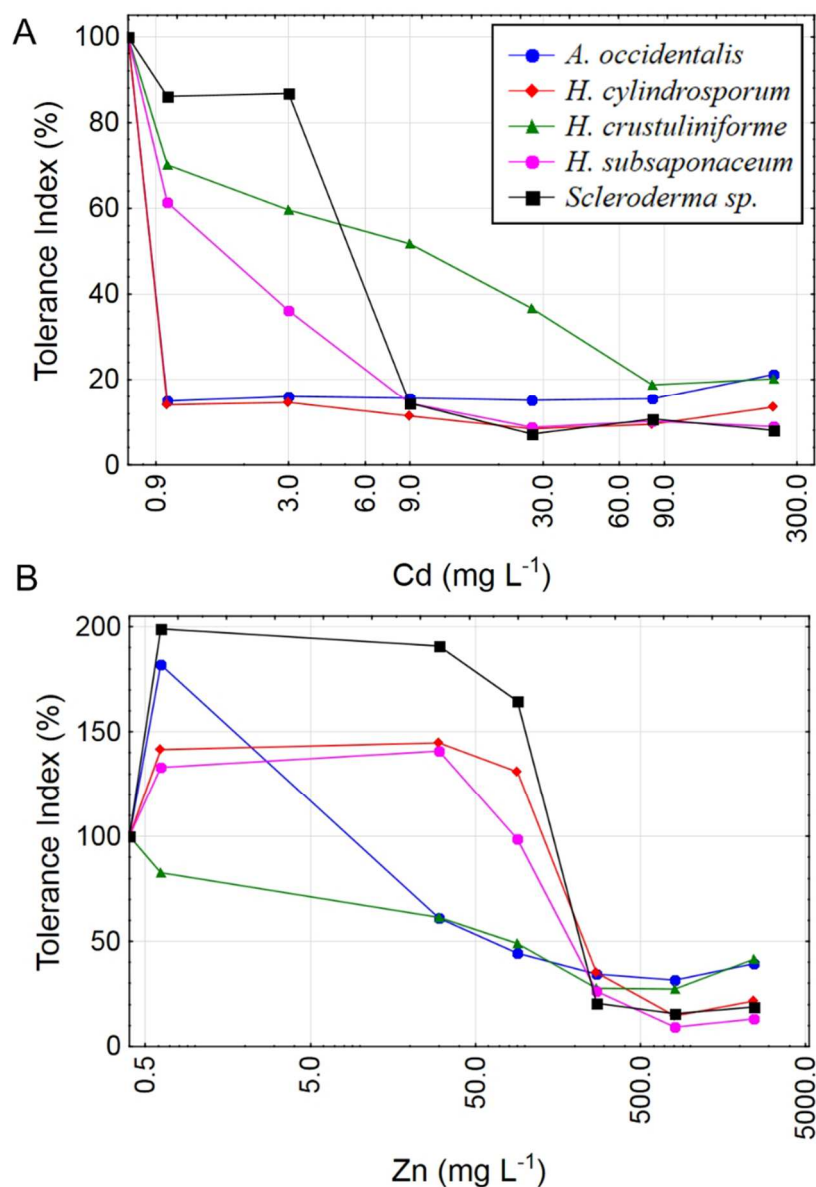 A
Tolerance Index (%)
100
80
60
40
20
0
A. occidentalis
H. cylindrosporum
H. crustuliniforme
H. subsaponaceum
Scleroderma sp.
0.9
3.0
6.0
9.0
30.0
60.0
90.0
300.0
Cd (mg L⁻¹)
B
Tolerance Index (%)
200
150
100
50
0
0.5
5.0
50.0
500.0
5000.0
Zn (mg L⁻¹)